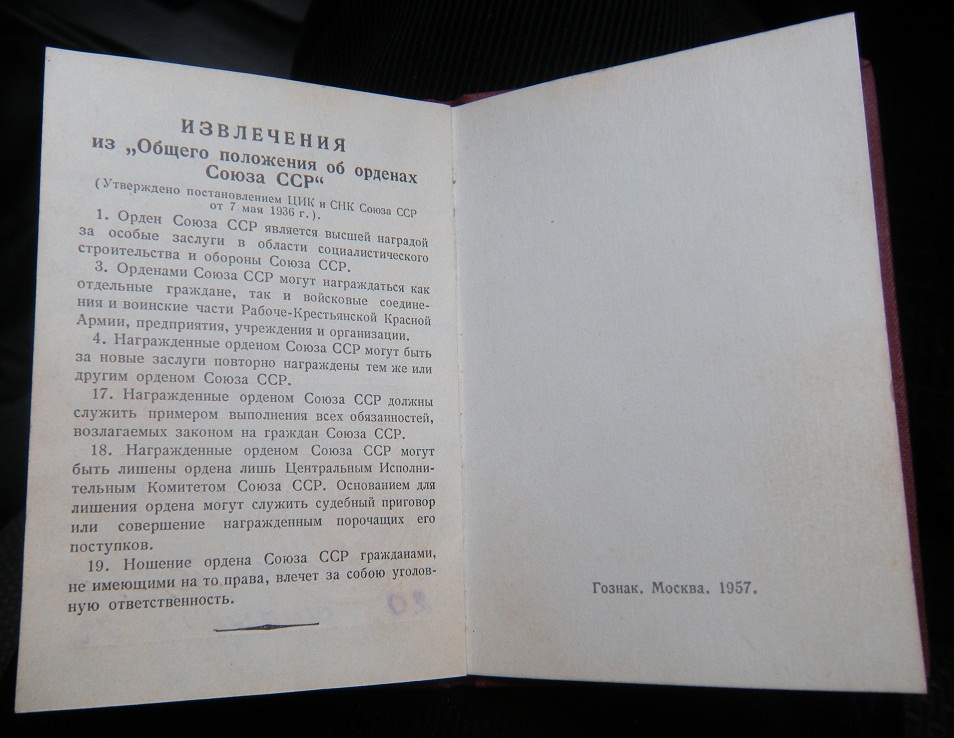 ИЗВЛЕЧЕНИЯ
из „Общего положения об орденах
Союза ССР“
(Утверждено постановлением ЦИК и СНК Союза ССР
от 7 мая 1936 г.).
1. Орден Союза ССР является высшей наградой
за особые заслуги в области социалистического
строительства и обороны Союза ССР.
3. Орденами Союза ССР могут награждаться как
отдельные граждане, так и войсковые соедине-
ния и воинские части Рабоче-Крестьянской Красной
Армии, предприятия, учреждения и организации.
4. Награжденные орденом Союза ССР могут быть
за новые заслуги повторно награждены тем же или
другим орденом Союза ССР.
17. Награжденные орденом Союза ССР должны
служить примером выполнения всех обязанностей,
возлагаемых законом на граждан Союза ССР.
18. Награжденные орденом Союза ССР могут
быть лишены ордена лишь Центральным Исполни-
тельным Комитетом Союза ССР. Основанием для
лишения ордена могут служить судебный приговор
или совершение награжденным порочащих его
поступков.
19. Ношение ордена Союза ССР гражданами,
не имеющими на то права, влечет за собою уголов-
ную ответственность.
Гознак. Москва. 1957.